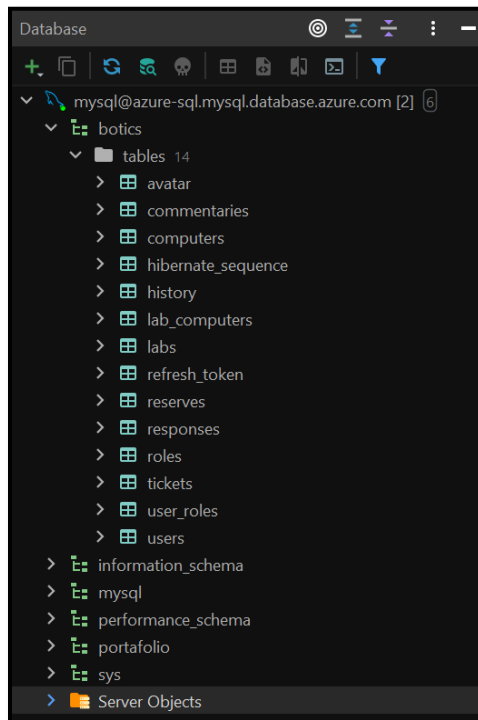 Database
mysql@azure-sql.mysql.database.azure.com [2] 6
botics
tables 14
avatar
commentaries
computers
hibernate_sequence
history
lab_computers
labs
refresh_token
reserves
responses
roles
tickets
user_roles
users
information_schema
mysql
performance_schema
portafolio
sys
Server Objects